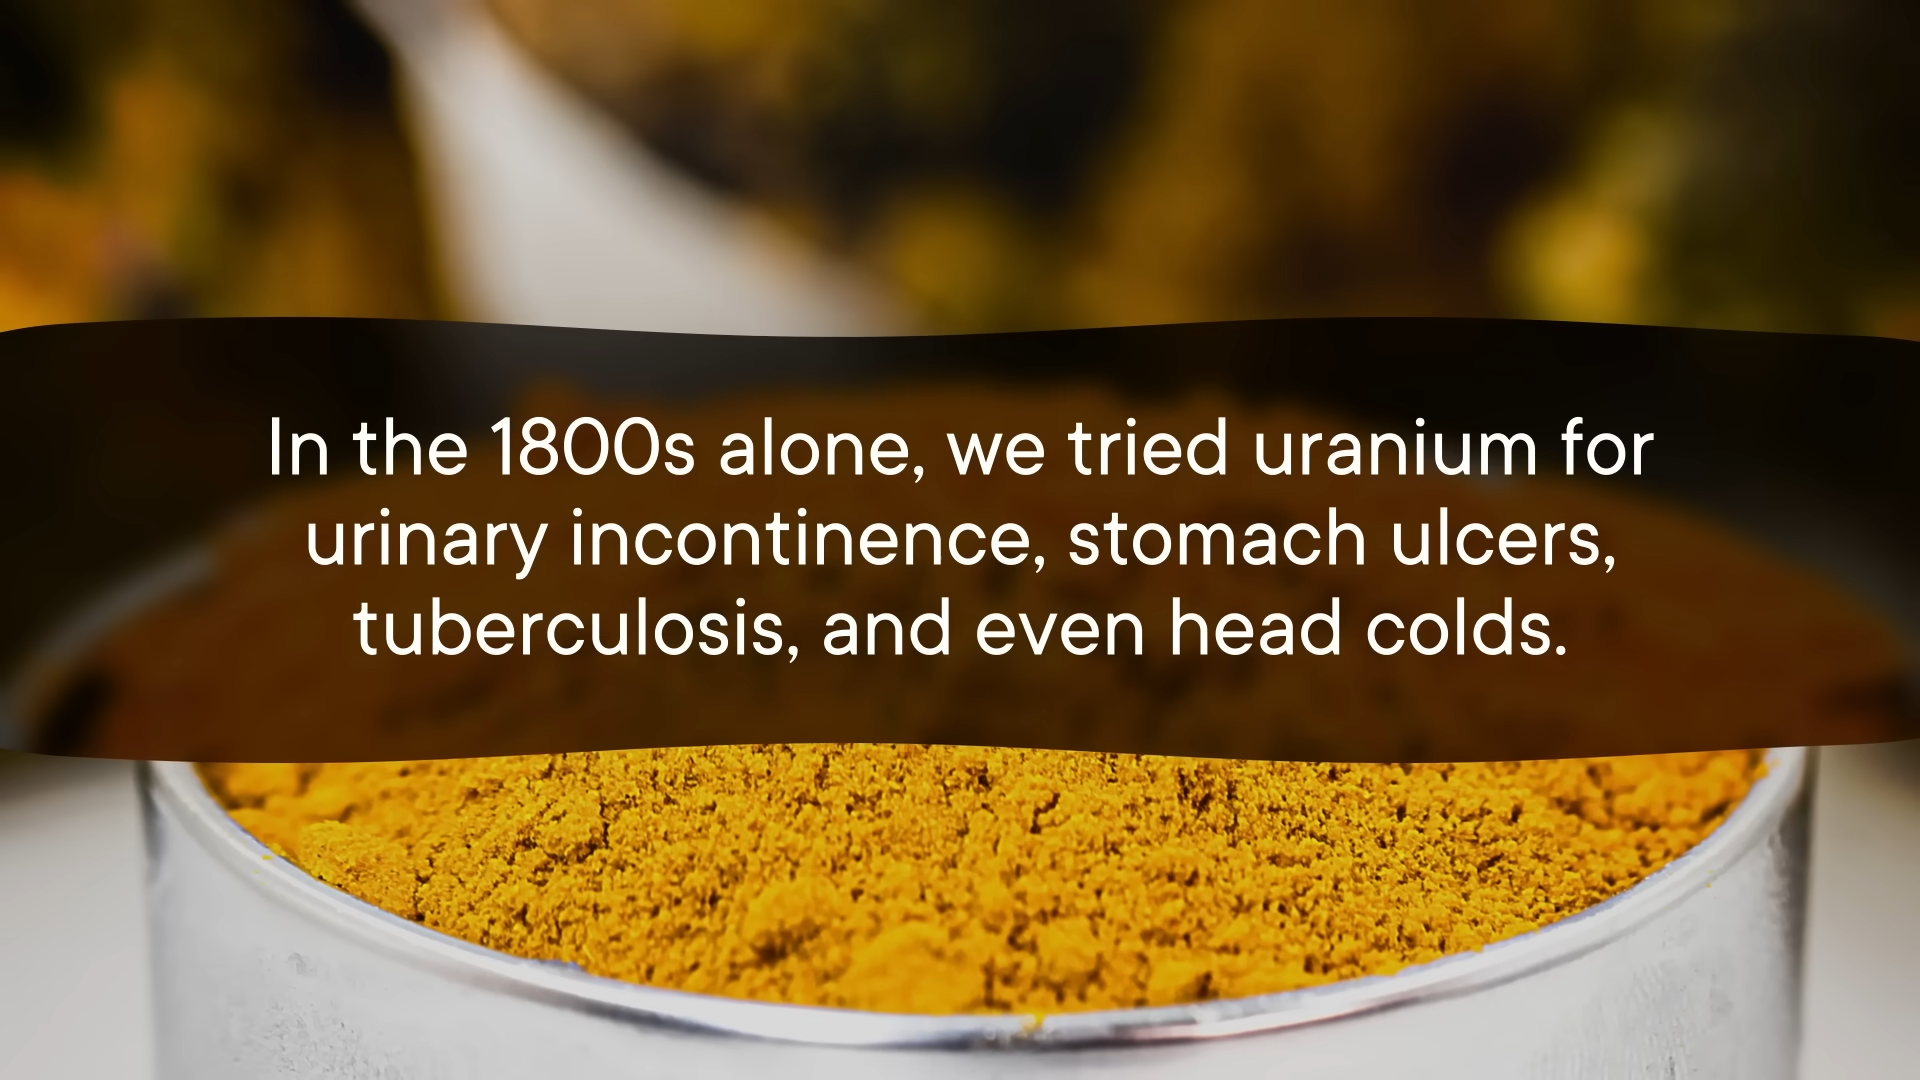 In the 1800s alone, we tried uranium for
urinary incontinence, stomach ulcers,
tuberculosis, and even head colds.